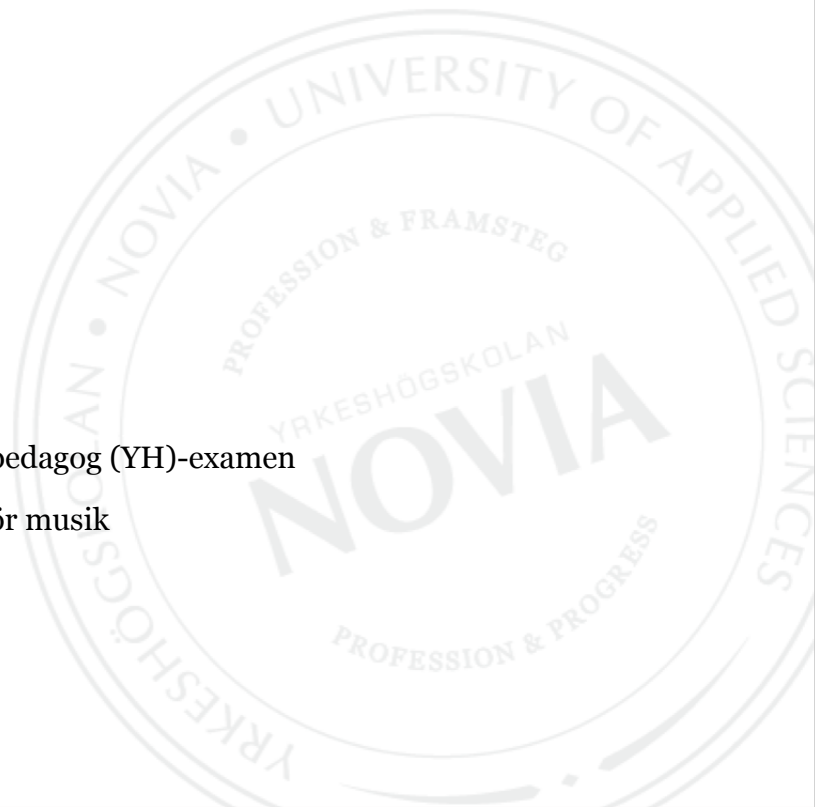 YRKESHÖGSKOLAN • NOVIA • UNIVERSITY OF APPLIED SCIENCES
PROFESSION & FRAMSTEG
YRKESHÖGSKOLAN
NOVIA
PROFESSION & PROGRESS
pedagog (YH)-examen
ör musik